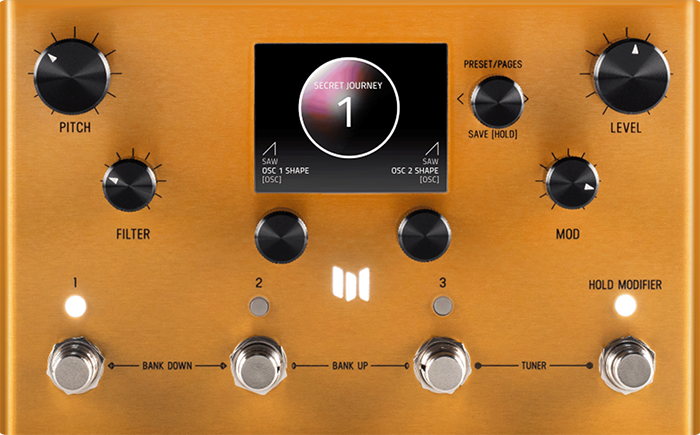 PITCH
FILTER
SECRET JOURNEY
1
SAW
OSC 1 SHAPE
[OSC]
SAW
OSC 2 SHAPE
[OSC]
PRESET/PAGES
SAVE [HOLD]
LEVEL
MOD
1
2
3
HOLD MODIFIER
BANK DOWN
BANK UP
TUNER